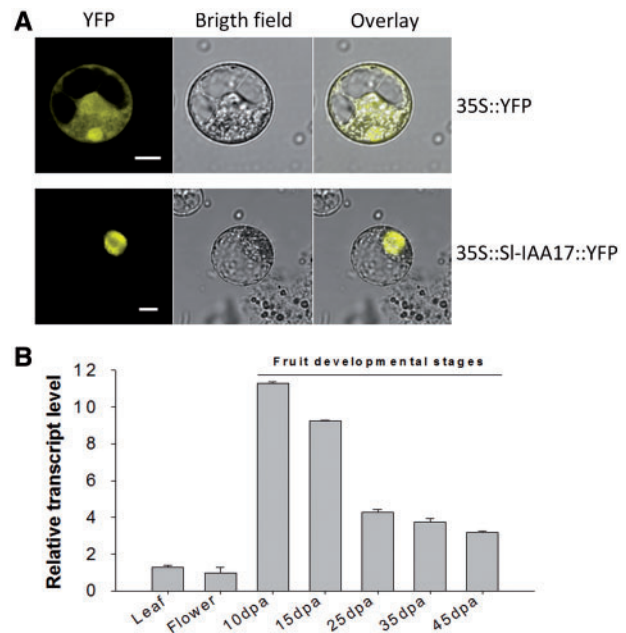 A
YFP
Brigth field
Overlay
35S::YFP
35S::Sl-IAA17::YFP
B
Fruit developmental stages
Relative transcript level
12
10
8
6
4
2
0
Leaf
Flower
10dpa
15dpa
25dpa
35dpa
45dpa